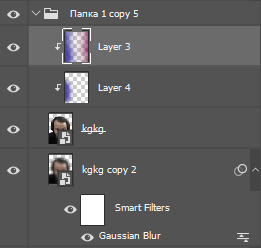 Папка 1 copy 5
Layer 3
Layer 4
kgkg
kgkg copy 2
Smart Filters
Gaussian Blur